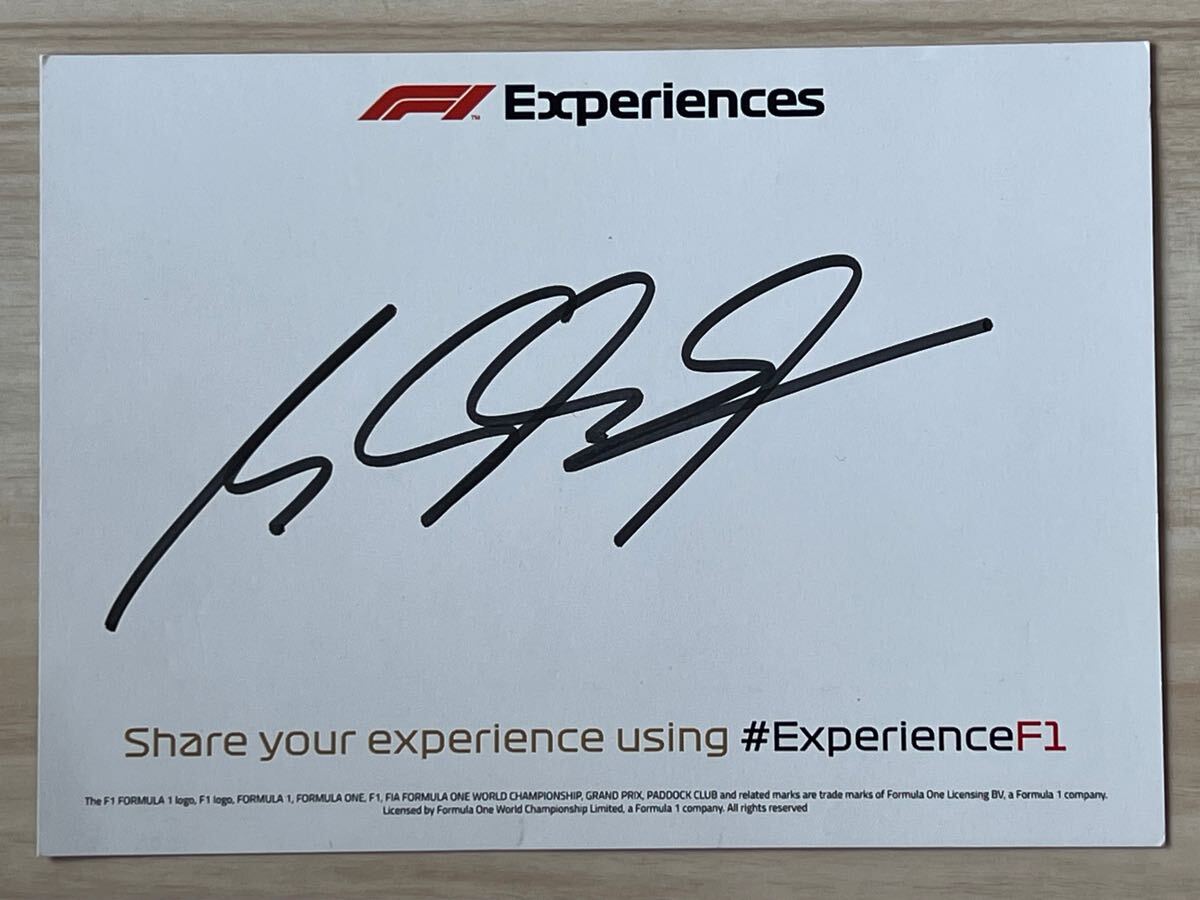 F1™ Experiences
Share your experience using #ExperienceF1
The F1 FORMULA 1 logo, F1 logo, FORMULA 1, FORMULA ONE, F1, FIA FORMULA ONE WORLD CHAMPIONSHIP, GRAND PRIX, PADDOCK CLUB and related marks are trade marks of Formula One Licensing BV, a Formula 1 company.
Licensed by Formula One World Championship Limited, a Formula 1 company. All rights reserved